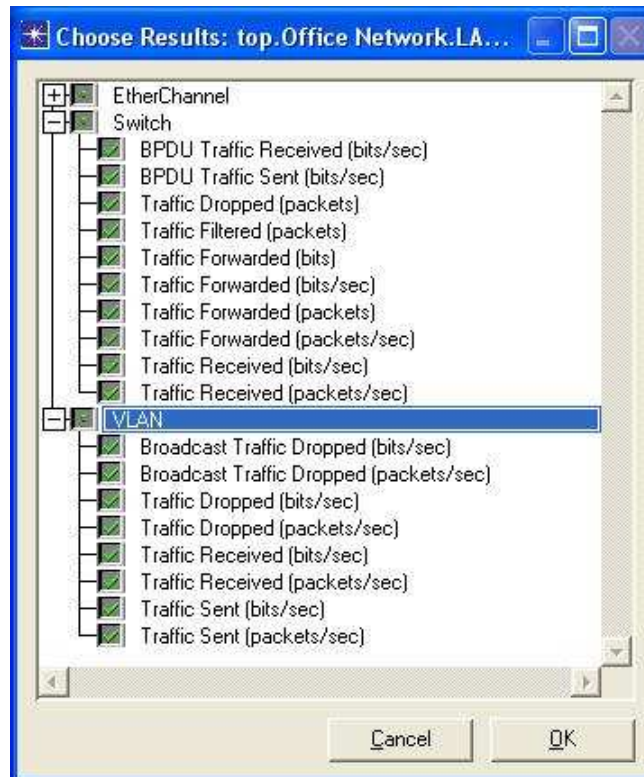 Choose Results: top.Office Network.LA...
EtherChannel
Switch
BPDU Traffic Received (bits/sec)
BPDU Traffic Sent (bits/sec)
Traffic Dropped (packets)
Traffic Filtered (packets)
Traffic Forwarded (bits)
Traffic Forwarded (bits/sec)
Traffic Forwarded (packets)
Traffic Forwarded (packets/sec)
Traffic Received (bits/sec)
Traffic Received (packets/sec)
VLAN
Broadcast Traffic Dropped (bits/sec)
Broadcast Traffic Dropped (packets/sec)
Traffic Dropped (bits/sec)
Traffic Dropped (packets/sec)
Traffic Received (bits/sec)
Traffic Received (packets/sec)
Traffic Sent (bits/sec)
Traffic Sent (packets/sec)
Cancel OK